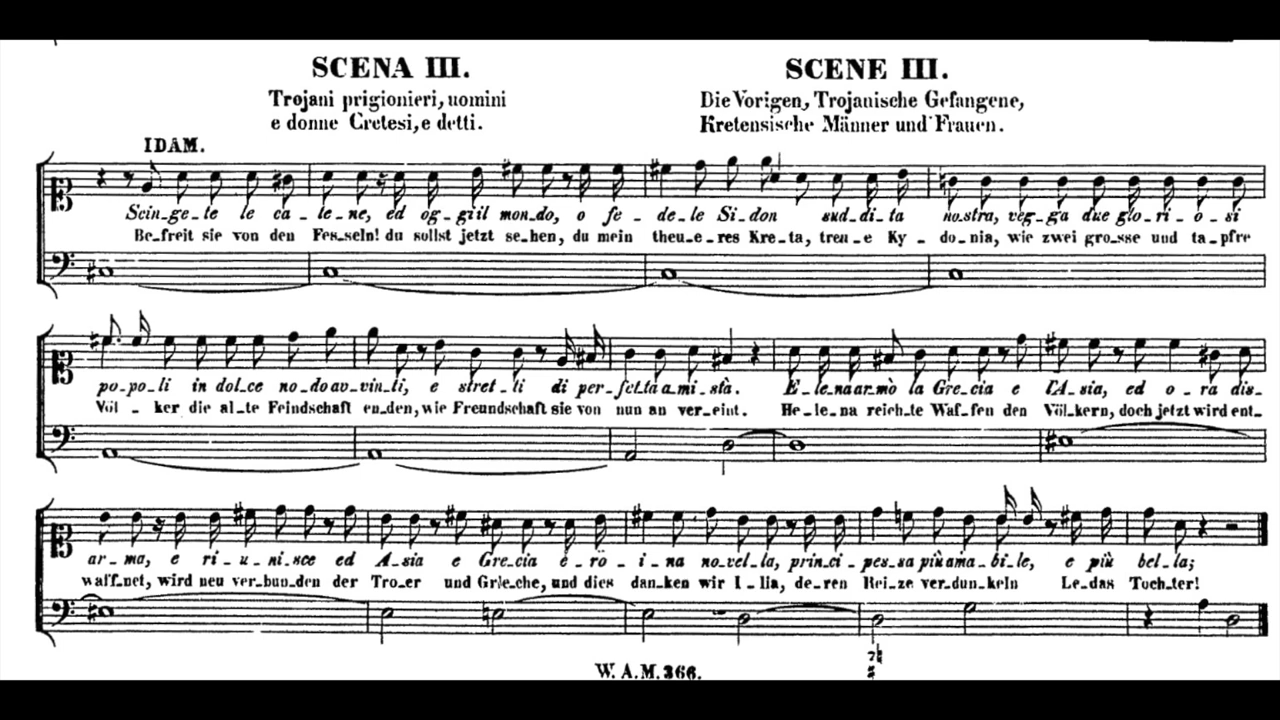 SCENA III.
Trojani prigionieri, uomini
e donne Cretesi, e detti.
SCENE III.
Die Vorigen, Trojanische Gefangene,
Kretensische Männer und Frauen.
IDAM.
Scin_ge_te le ca_te_ne, ed og_gi il mon_do, o fe_de_le Si_don sud_di_ta no_stra, veg_ga due glo_ri_o_si
Be_freit sie von den Fes_seln! du sollst jetzt se_hen, du mein theu_e_res Kre_ta, treu_e Ky_do_nia, wie zwei gros_se und ta_pfre
po_po_li in dol_ce no_do av_vin_ti, e stret_ti di per_fet_ta a_mi_stà. E_le_na ar_mò la Gre_cia e l'A_sia, ed o_ra dis_
Völ_ker die al_te Feindschaft en_den, wie Freundschaft sie von nun an ver_eint. He_le_na reich_te Waf_fen den Völ_kern, doch jetzt wird ent_
ar_ma, e ri_u_ni_sce ed A_sia e Gre_cia e_rö_i_na no_vel_la, prin_ci_pes_sa più ama_bi_le, e più bel_la;
waff_net, wird neu ver_bun_den der Tro_er und Grie_che, und dies dan_ken wir I_lia, de_ren Rei_ze ver_dun_keln Le_das Toch_ter!
W. A. M. 366.